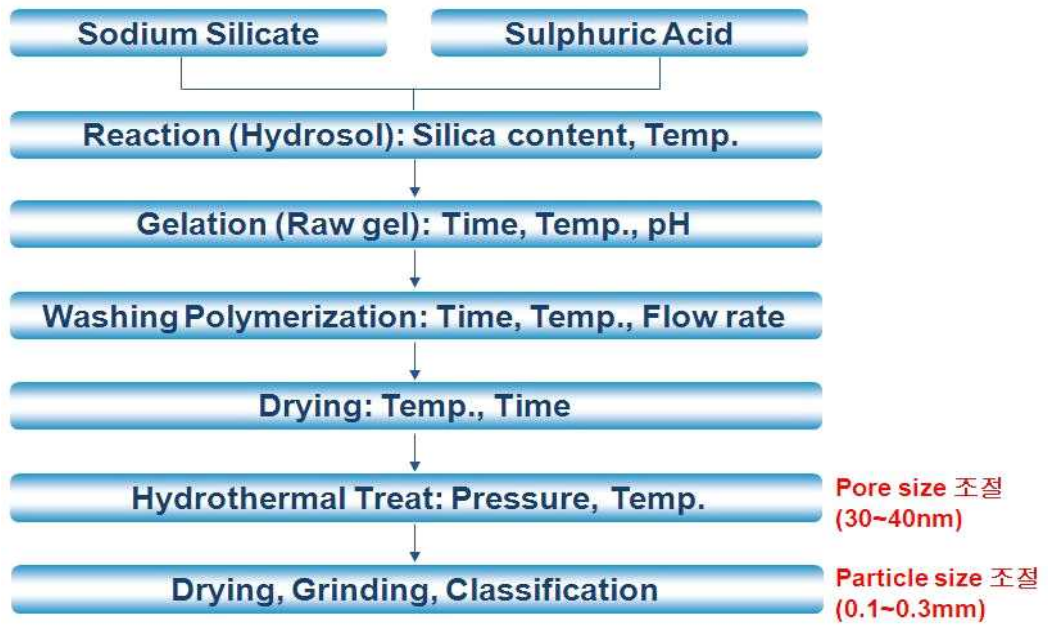 Sodium Silicate
Sulphuric Acid
Reaction (Hydrosol): Silica content, Temp.
Gelation (Raw gel): Time, Temp., pH
Washing Polymerization: Time, Temp., Flow rate
Drying: Temp., Time
Hydrothermal Treat: Pressure, Temp.
Pore size 조절
(30~40nm)
Drying, Grinding, Classification
Particle size 조절
(0.1~0.3mm)